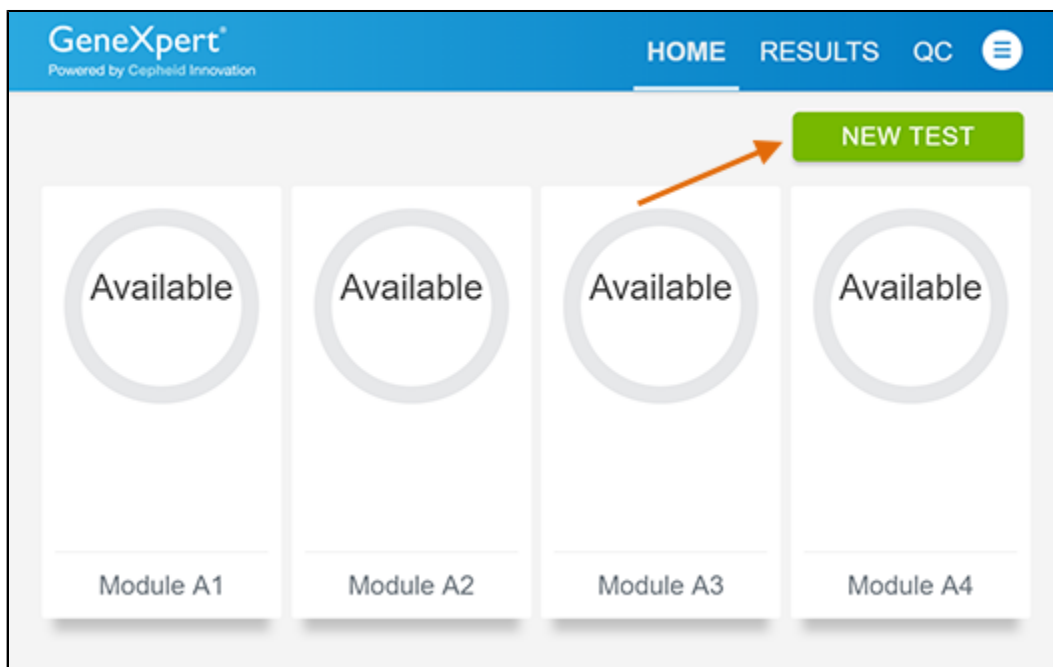 GeneXpert®
Powered by Cepheid Innovation
HOME RESULTS QC
NEW TEST
Available Available Available Available
Module A1 Module A2 Module A3 Module A4